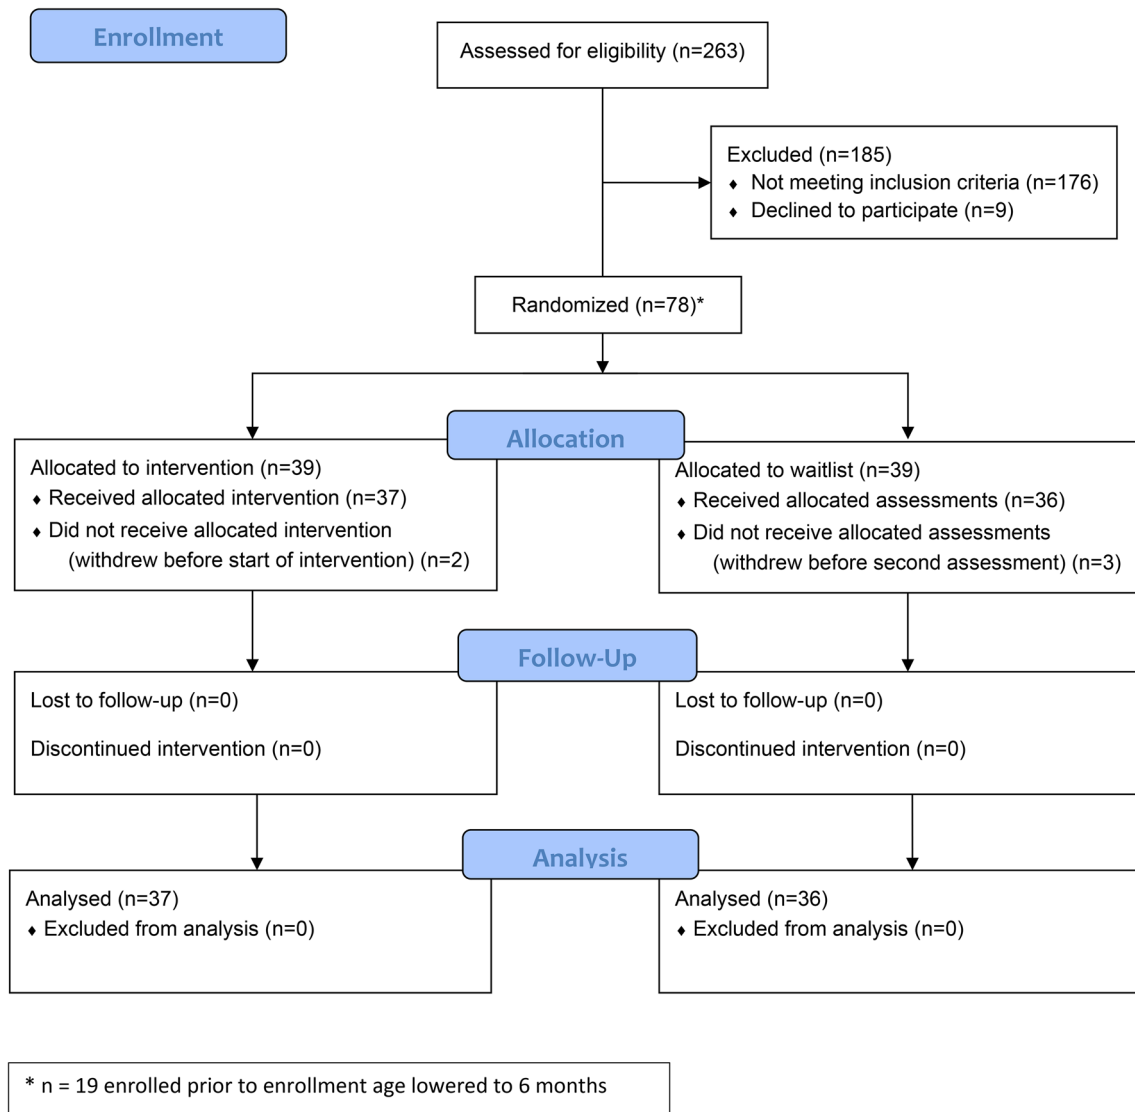 Enrollment
Assessed for eligibility (n=263)
Excluded (n=185)
♦ Not meeting inclusion criteria (n=176)
♦ Declined to participate (n=9)
Randomized (n=78)*
Allocation
Allocated to intervention (n=39)
♦ Received allocated intervention (n=37)
♦ Did not receive allocated intervention
(withdrew before start of intervention) (n=2)
Allocated to waitlist (n=39)
♦ Received allocated assessments (n=36)
♦ Did not receive allocated assessments
(withdrew before second assessment) (n=3)
Follow-Up
Lost to follow-up (n=0)
Discontinued intervention (n=0)
Lost to follow-up (n=0)
Discontinued intervention (n=0)
Analysis
Analysed (n=37)
♦ Excluded from analysis (n=0)
Analysed (n=36)
♦ Excluded from analysis (n=0)
* n = 19 enrolled prior to enrollment age lowered to 6 months